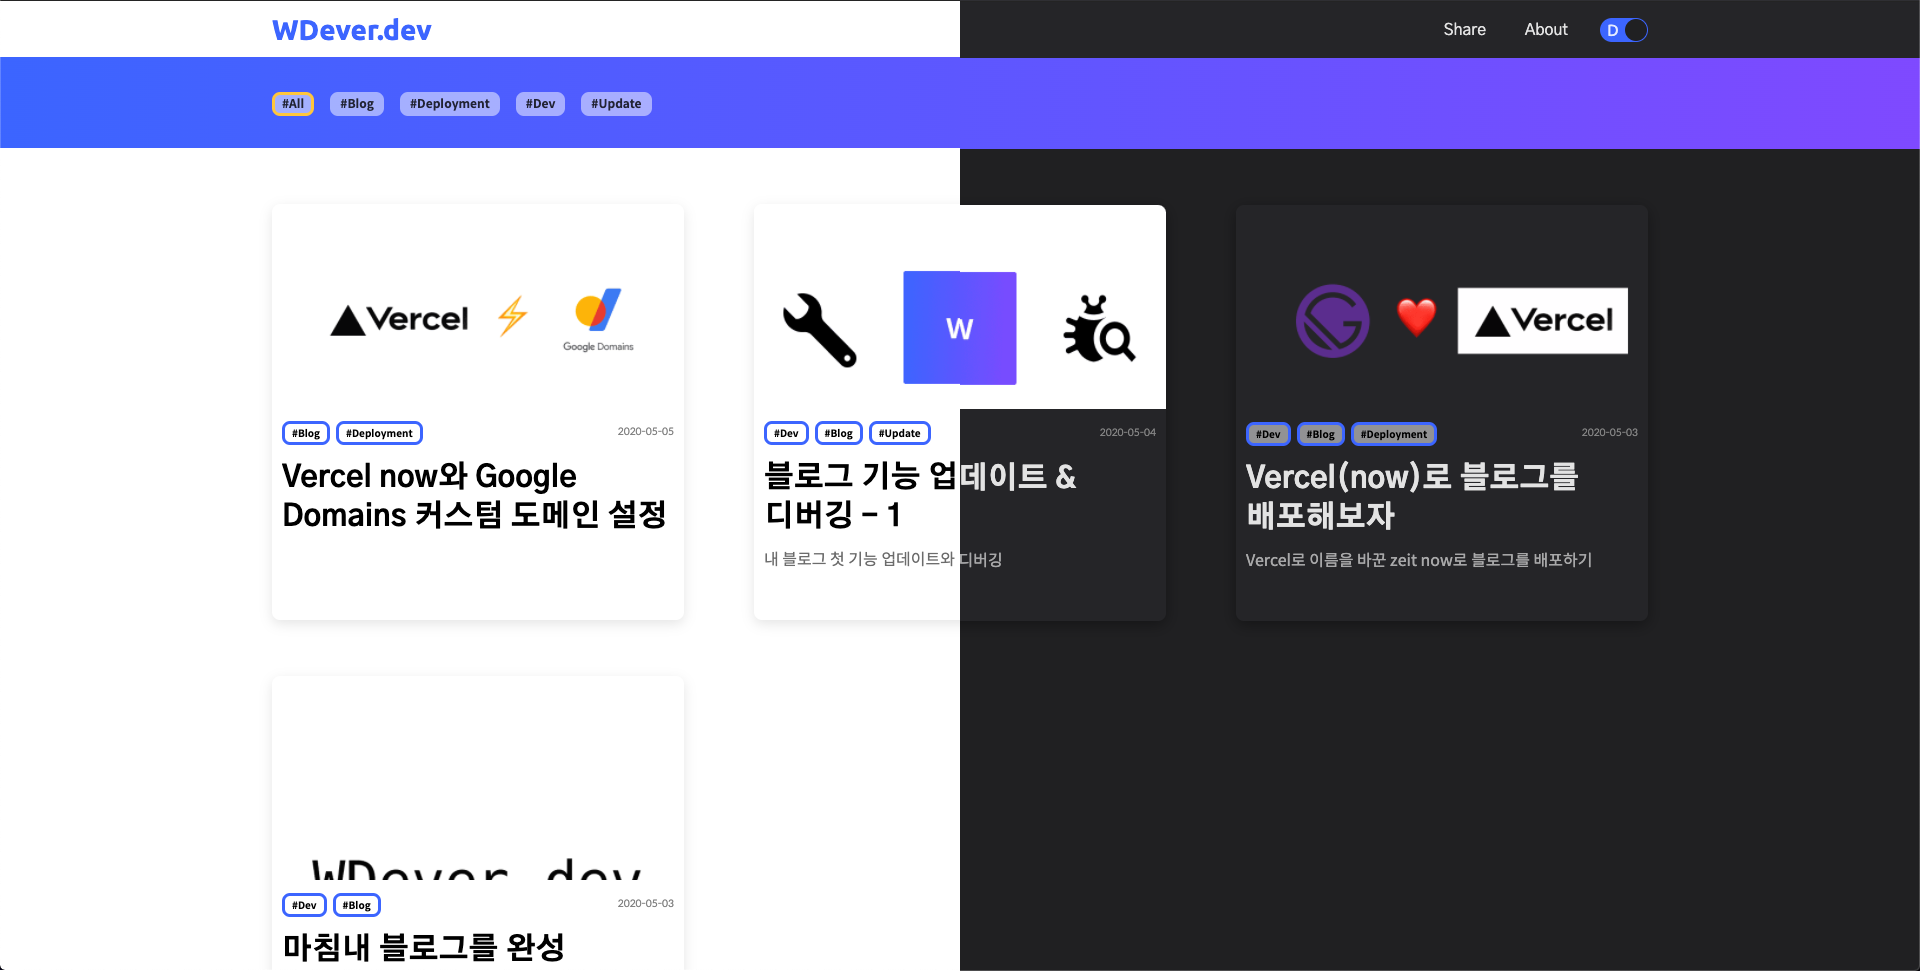 WDever.dev
Share About D
#All #Blog #Deployment #Dev #Update
Vercel
Google Domains
#Blog #Deployment 2020-05-05
Vercel now와 Google
Domains 커스텀 도메인 설정
W
#Dev #Blog #Update 2020-05-04
블로그 기능 업데이트 &
디버깅 - 1
내 블로그 첫 기능 업데이트와 디버깅
Vercel
#Dev #Blog #Deployment 2020-05-03
Vercel(now)로 블로그를
배포해보자
Vercel로 이름을 바꾼 zeit now로 블로그를 배포하기
WDever.dev
#Dev #Blog 2020-05-03
마침내 블로그를 완성